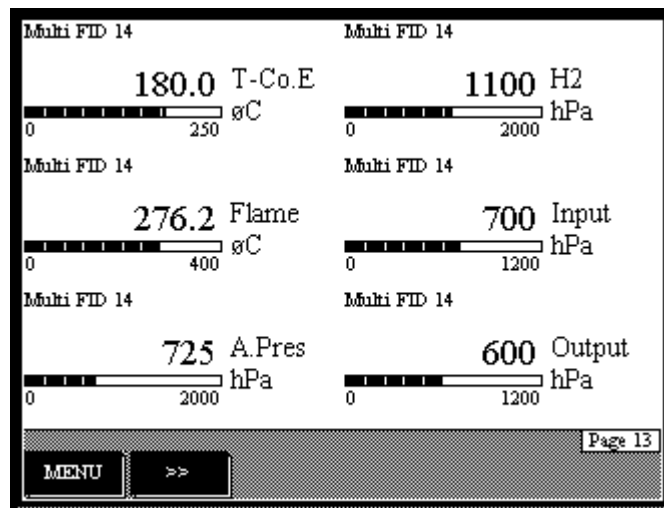 Multi FID 14 Multi FID 14
180.0 T-Co.E 1100 H2
øC hPa
0 250 0 2000
Multi FID 14 Multi FID 14
276.2 Flame 700 Input
øC hPa
0 400 0 1200
Multi FID 14 Multi FID 14
725 A.Pres 600 Output
hPa hPa
0 2000 0 1200
Page 13
MENU >>